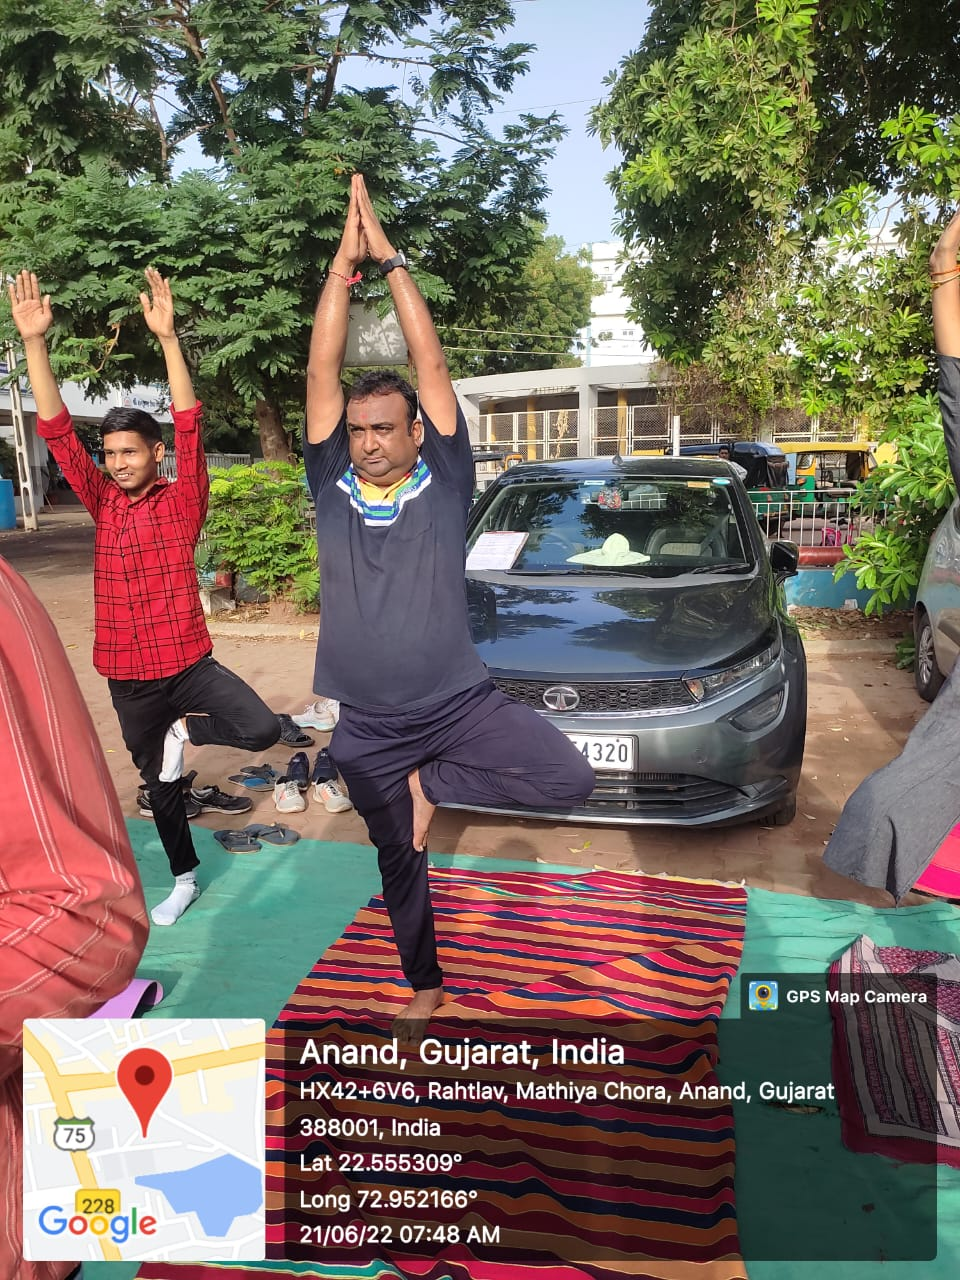 4320
GPS Map Camera
Anand, Gujarat, India
HX42+6V6, Rahtlav, Mathiya Chora, Anand, Gujarat
388001, India
Lat 22.555309°
Long 72.952166°
21/06/22 07:48 AM
75
228
Google